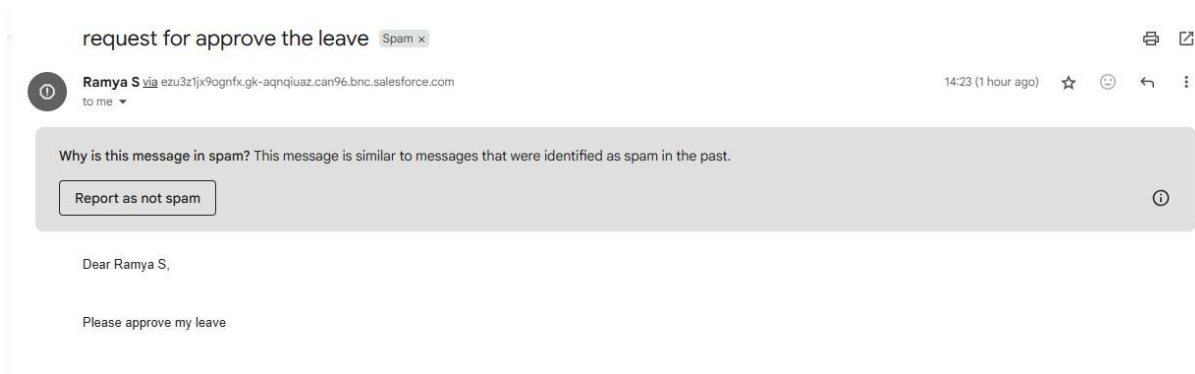 request for approve the leave Spam ×
Ramya S via ezu3z1jx9ognfx.gk-aqnqiuaz.can96.bnc.salesforce.com 14:23 (1 hour ago)
to me
Why is this message in spam? This message is similar to messages that were identified as spam in the past.
Report as not spam
Dear Ramya S,
Please approve my leave